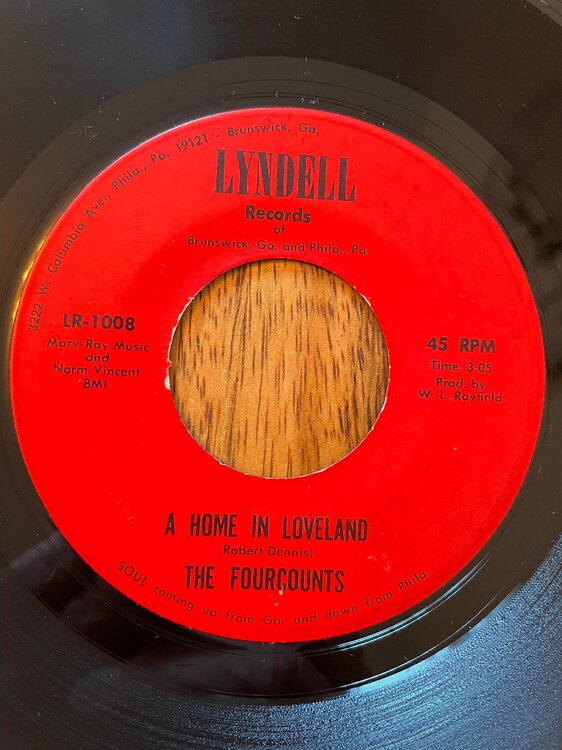 3222 W. Columbia Ave., Phila., Pa. 19121 - Brunswick, Ga.
LYNDELL
Records
of
Brunswick, Ga. and Phila., Pa.
LR-1008
Mary-Ray Music
and
Norm Vincent
BMI
45 RPM
Time: 3:05
Prod. by
W. L. Rayfield
A HOME IN LOVELAND
(Robert Dennis)
THE FOURCOUNTS
SOUL coming up from Ga. and down from Phila.